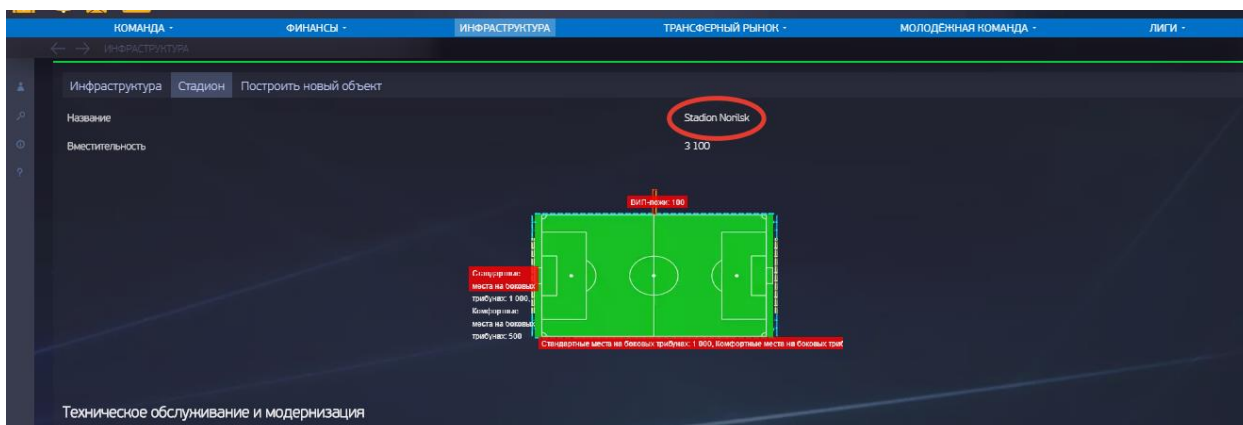 КОМАНДА
ФИНАНСЫ
ИНФРАСТРУКТУРА
ТРАНСФЕРНЫЙ РЫНОК
МОЛОДЁЖНАЯ КОМАНДА
ЛИГИ
ИНФРАСТРУКТУРА
Инфраструктура
Стадион
Построить новый объект
Название
Stadion Norilsk
Вместительность
3 100
ВИП-ложи: 100
Стандартные
места на боковых
трибунах: 1 000,
Комфортные
места на боковых
трибунах: 500
Стандартные места на боковых трибунах: 1 000, Комфортные места на боковых
Техническое обслуживание и модернизация